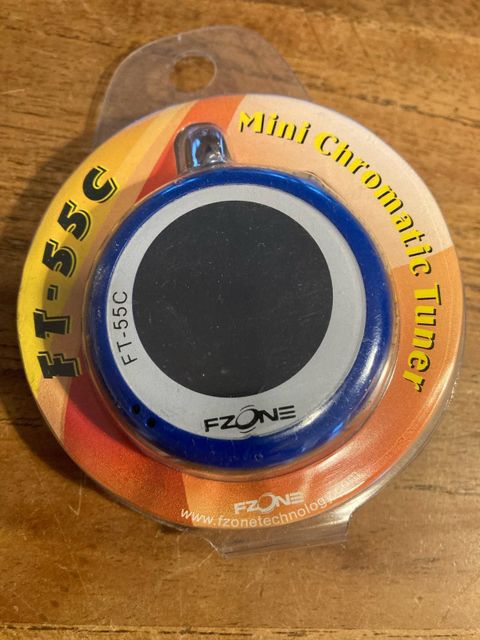 FT-55C
Mini Chromatic Tuner
FT-55C
FZONE
FZONE
www.fzonetechnology.com